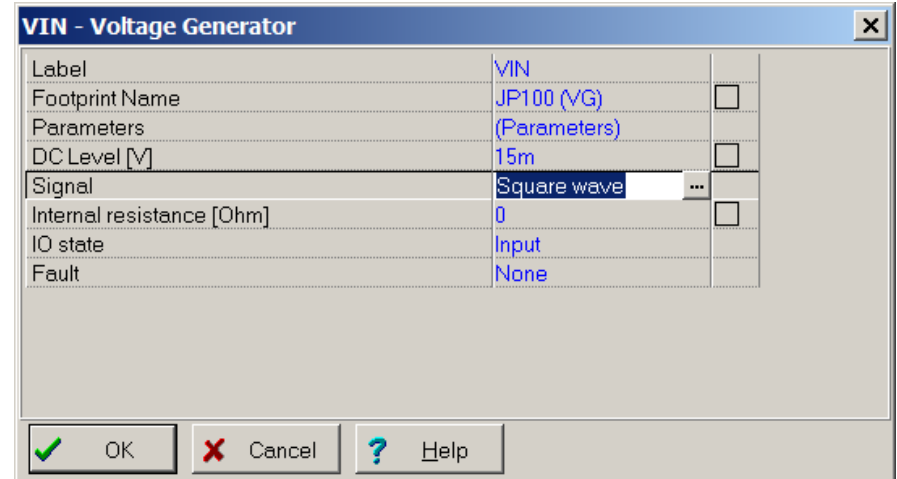 VIN - Voltage Generator
Label VIN
Footprint Name JP100 (VG)
Parameters (Parameters)
DC Level [V] 15m
Signal Square wave ...
Internal resistance [Ohm] 0
IO state Input
Fault None
OK Cancel ? Help